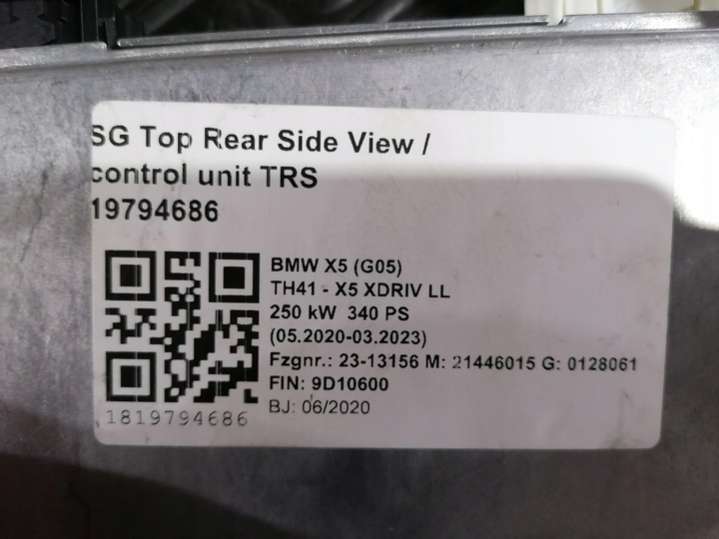 SG Top Rear Side View /
control unit TRS
19794686
BMW X5 (G05)
TH41 - X5 XDRIV LL
250 kW 340 PS
(05.2020-03.2023)
Fzgnr.: 23-13156 M: 21446015 G: 0128061
FIN: 9D10600
BJ: 06/2020
1819794686